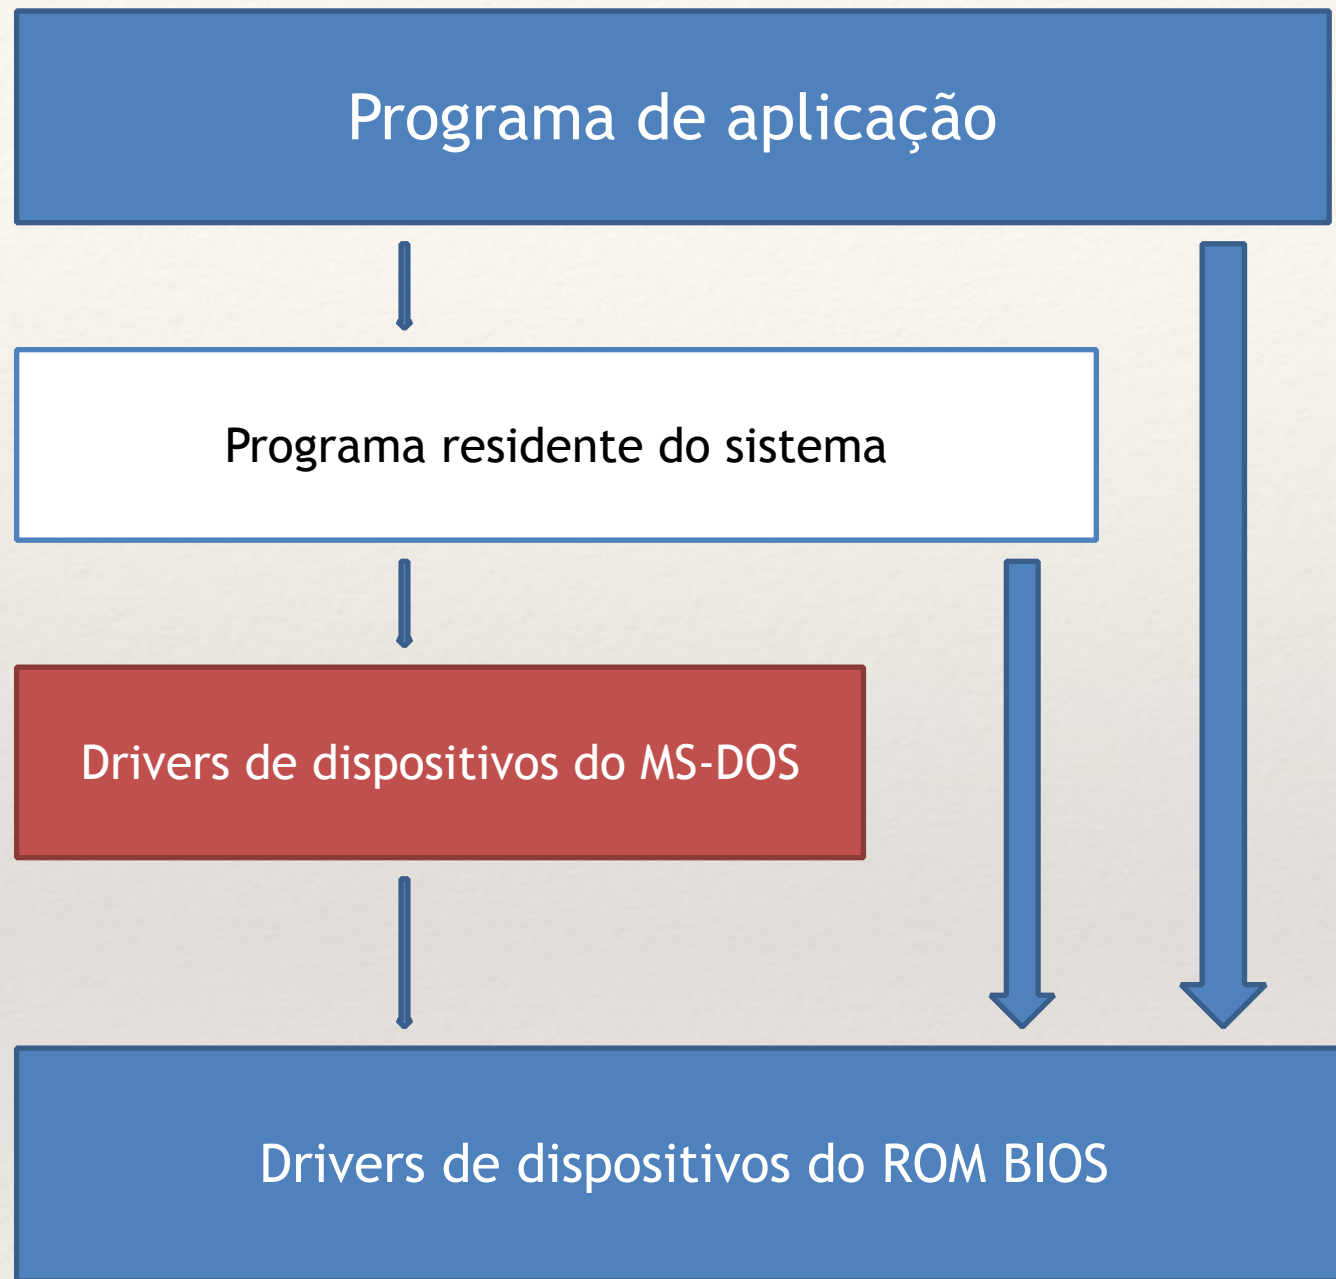 Programa de aplicação
Programa residente do sistema
Drivers de dispositivos do MS-DOS
Drivers de dispositivos do ROM BIOS